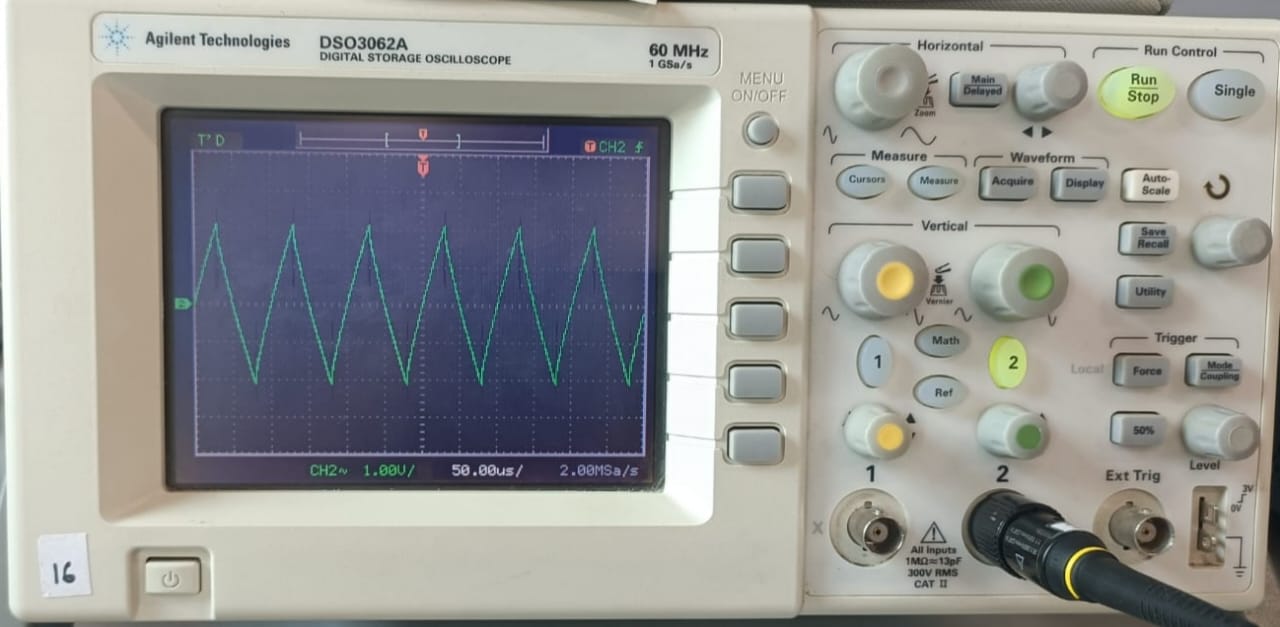 Agilent Technologies
DSO3062A
DIGITAL STORAGE OSCILLOSCOPE
60 MHz
1 GSa/s
MENU
ON/OFF
T'D
T
T
T CH2
2
CH2~ 1.00V/ 50.00us/ 2.00MSa/s
16
Horizontal
Run Control
Main
Delayed
Zoom
Run
Stop
Single
Measure
Waveform
Cursors
Measure
Acquire
Display
Auto-
Scale
Vertical
Save
Recall
Vernier
Utility
Math
1
2
Ref
Trigger
Local
Force
Mode
Coupling
50%
Level
1
2
Ext Trig
X
All inputs
1MΩ≈13pF
300V RMS
CAT II
3V
0V